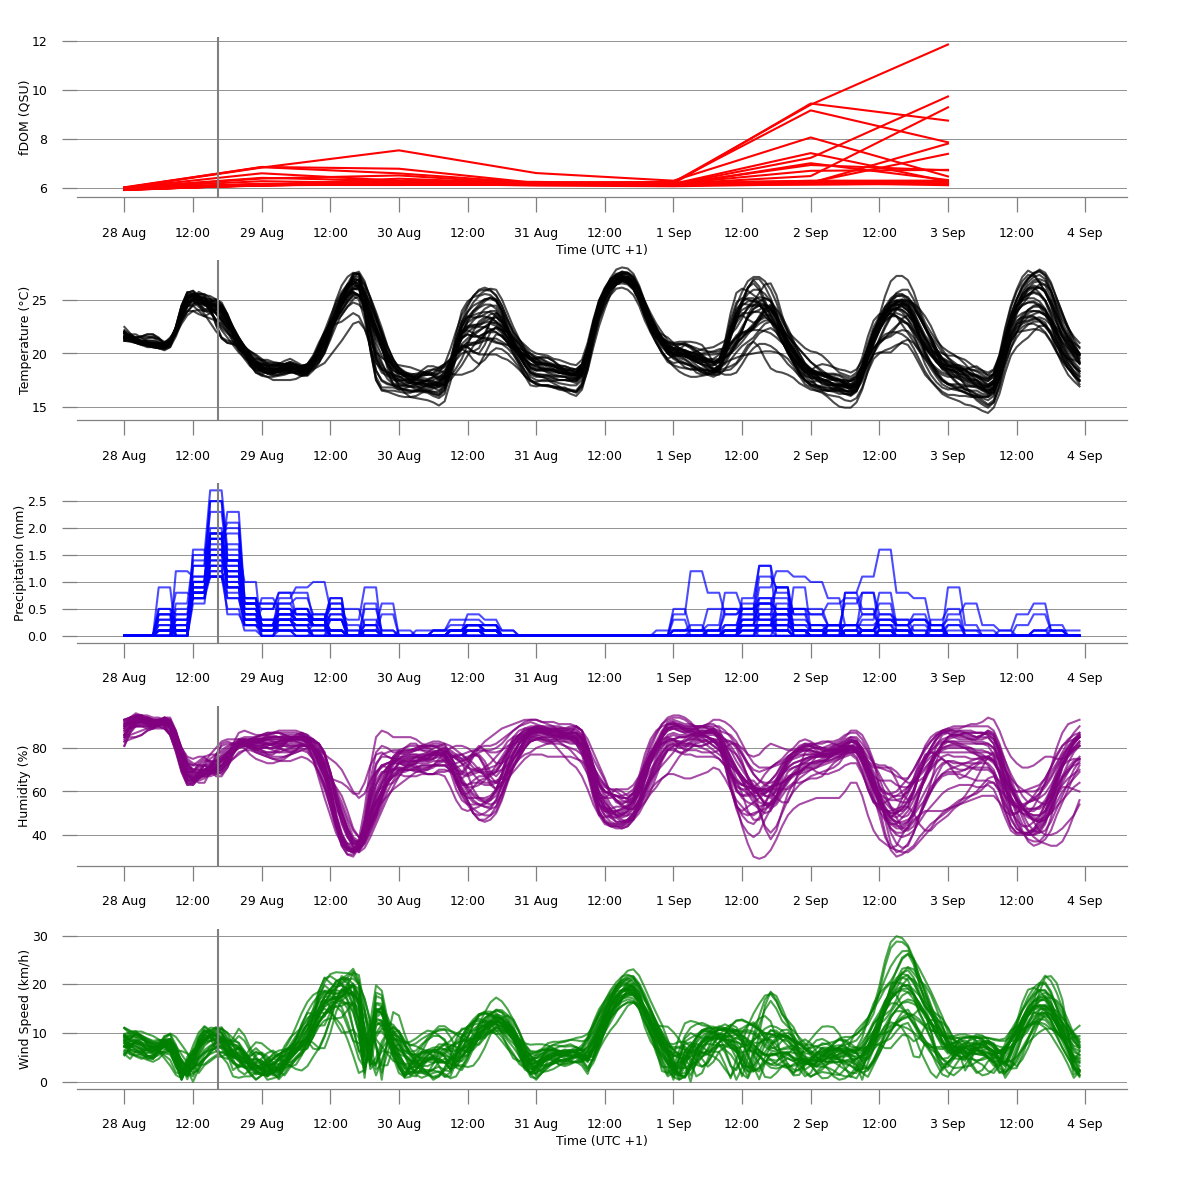 12
10
8
6
fDOM (QSU)
28 Aug 12:00 29 Aug 12:00 30 Aug 12:00 31 Aug 12:00 1 Sep 12:00 2 Sep 12:00 3 Sep 12:00 4 Sep
Time (UTC +1)
25
20
15
Temperature (°C)
28 Aug 12:00 29 Aug 12:00 30 Aug 12:00 31 Aug 12:00 1 Sep 12:00 2 Sep 12:00 3 Sep 12:00 4 Sep
2.5
2.0
1.5
1.0
0.5
0.0
Precipitation (mm)
28 Aug 12:00 29 Aug 12:00 30 Aug 12:00 31 Aug 12:00 1 Sep 12:00 2 Sep 12:00 3 Sep 12:00 4 Sep
80
60
40
Humidity (%)
28 Aug 12:00 29 Aug 12:00 30 Aug 12:00 31 Aug 12:00 1 Sep 12:00 2 Sep 12:00 3 Sep 12:00 4 Sep
30
20
10
0
Wind Speed (km/h)
28 Aug 12:00 29 Aug 12:00 30 Aug 12:00 31 Aug 12:00 1 Sep 12:00 2 Sep 12:00 3 Sep 12:00 4 Sep
Time (UTC +1)